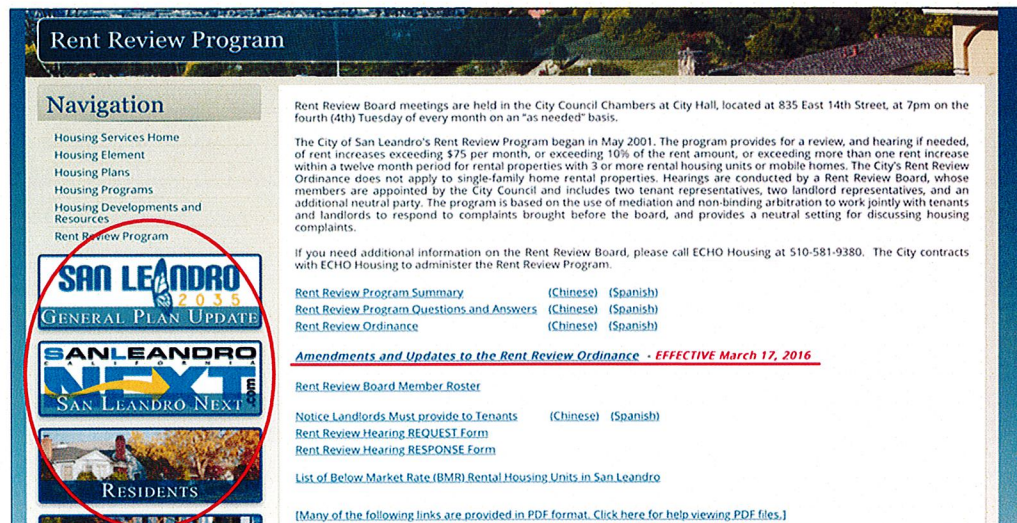 Rent Review Program
Navigation
Housing Services Home
Housing Element
Housing Plans
Housing Programs
Housing Developments and
Resources
Rent Review Program
SAN LEANDRO
2035
GENERAL PLAN UPDATE
SANLEANDRO
CALIFORNIA
NEXT.com
SAN LEANDRO NEXT
RESIDENTS
Rent Review Board meetings are held in the City Council Chambers at City Hall, located at 835 East 14th Street, at 7pm on the
fourth (4th) Tuesday of every month on an "as needed" basis.
The City of San Leandro's Rent Review Program began in May 2001. The program provides for a review, and hearing if needed,
of rent increases exceeding $75 per month, or exceeding 10% of the rent amount, or exceeding more than one rent increase
within a twelve month period for rental properties with 3 or more rental housing units or mobile homes. The City's Rent Review
Ordinance does not apply to single-family home rental properties. Hearings are conducted by a Rent Review Board, whose
members are appointed by the City Council and includes two tenant representatives, two landlord representatives, and an
additional neutral party. The program is based on the use of mediation and non-binding arbitration to work jointly with tenants
and landlords to respond to complaints brought before the board, and provides a neutral setting for discussing housing
complaints.
If you need additional information on the Rent Review Board, please call ECHO Housing at 510-581-9380. The City contracts
with ECHO Housing to administer the Rent Review Program.
Rent Review Program Summary (Chinese) (Spanish)
Rent Review Program Questions and Answers (Chinese) (Spanish)
Rent Review Ordinance (Chinese) (Spanish)
Amendments and Updates to the Rent Review Ordinance - EFFECTIVE March 17, 2016
Rent Review Board Member Roster
Notice Landlords Must provide to Tenants (Chinese) (Spanish)
Rent Review Hearing REQUEST Form
Rent Review Hearing RESPONSE Form
List of Below Market Rate (BMR) Rental Housing Units in San Leandro
[Many of the following links are provided in PDF format. Click here for help viewing PDF files.]